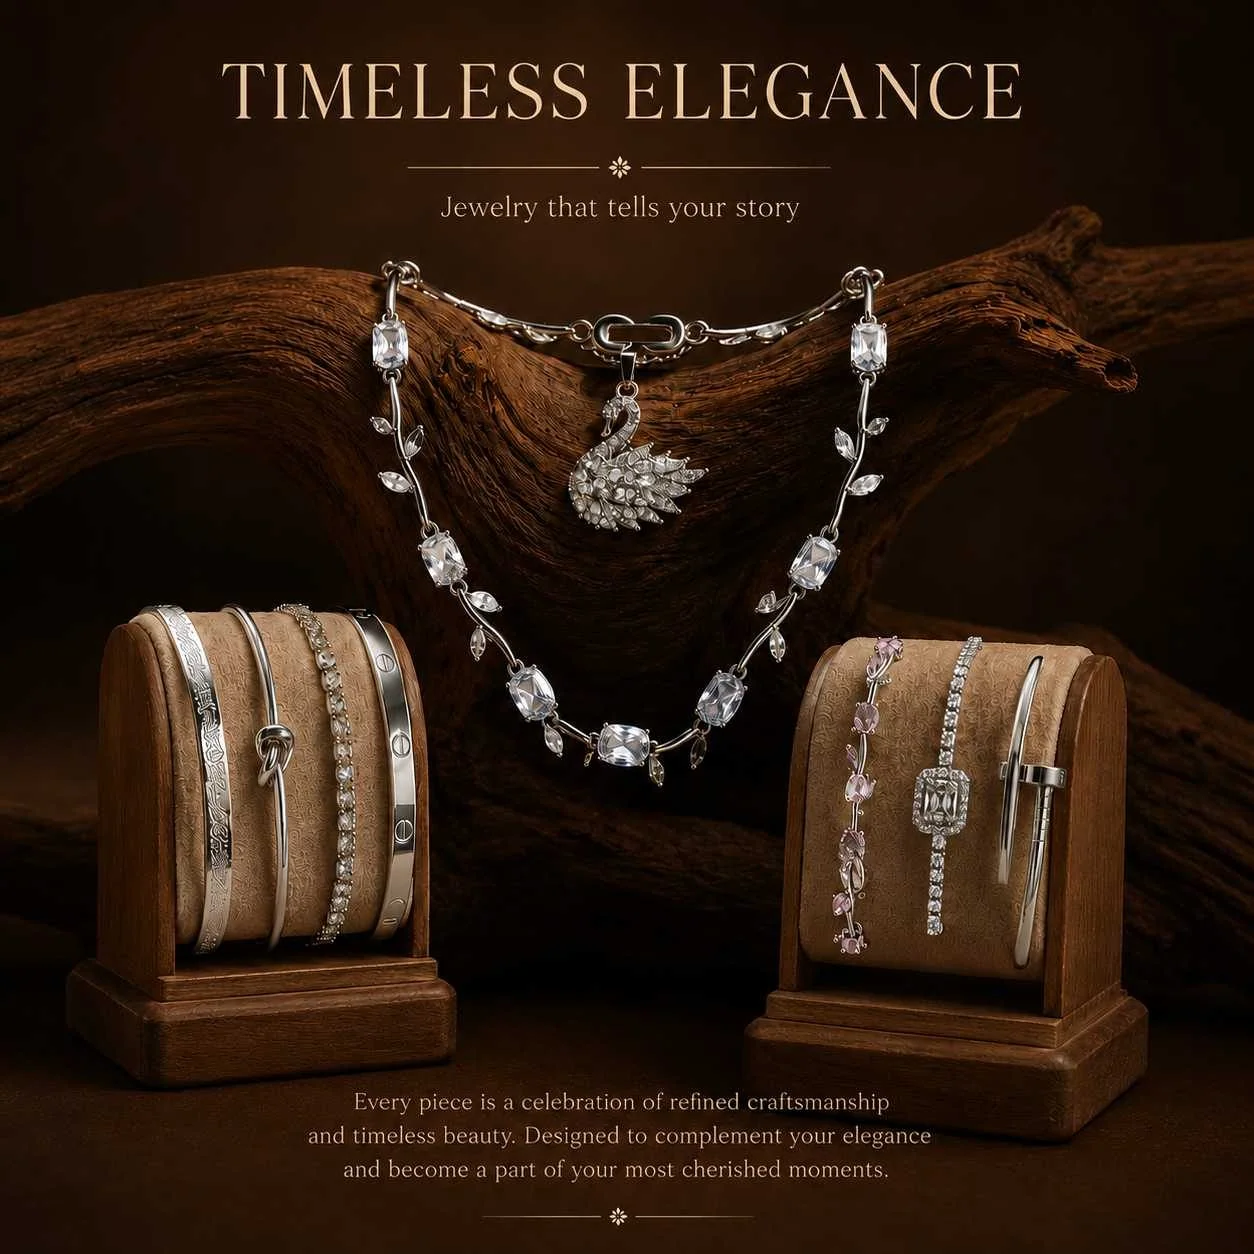 TIMELESS ELEGANCE
Jewelry that tells your story
Every piece is a celebration of refined craftsmanship
and timeless beauty. Designed to complement your elegance
and become a part of your most cherished moments.